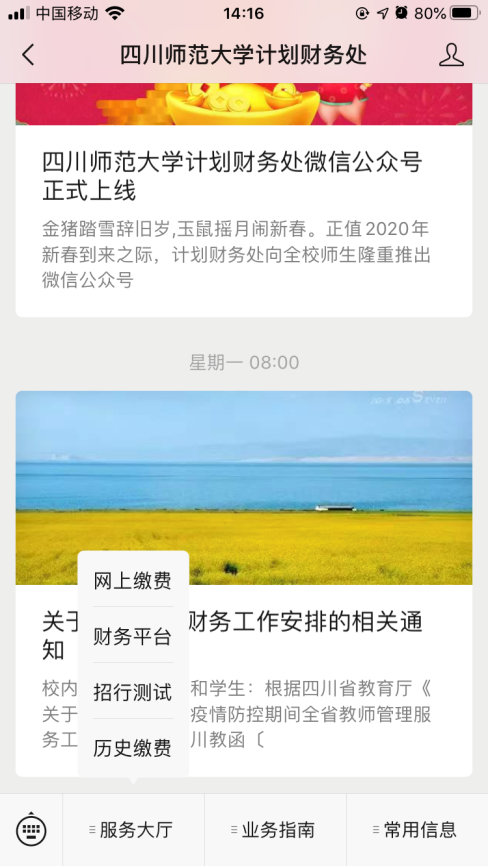 中国移动 14:16 80%
四川师范大学计划财务处
四川师范大学计划财务处微信公众号
正式上线
金猪踏雪辞旧岁,玉鼠摇月闹新春。正值2020年
新春到来之际，计划财务处向全校师生隆重推出
微信公众号
星期一 08:00
关于 财务工作安排的相关通
知
校内 和学生：根据四川省教育厅《
关于 疫情防控期间全省教师管理服
务工 川教函〔
网上缴费
财务平台
招行测试
历史缴费
服务大厅 业务指南 常用信息